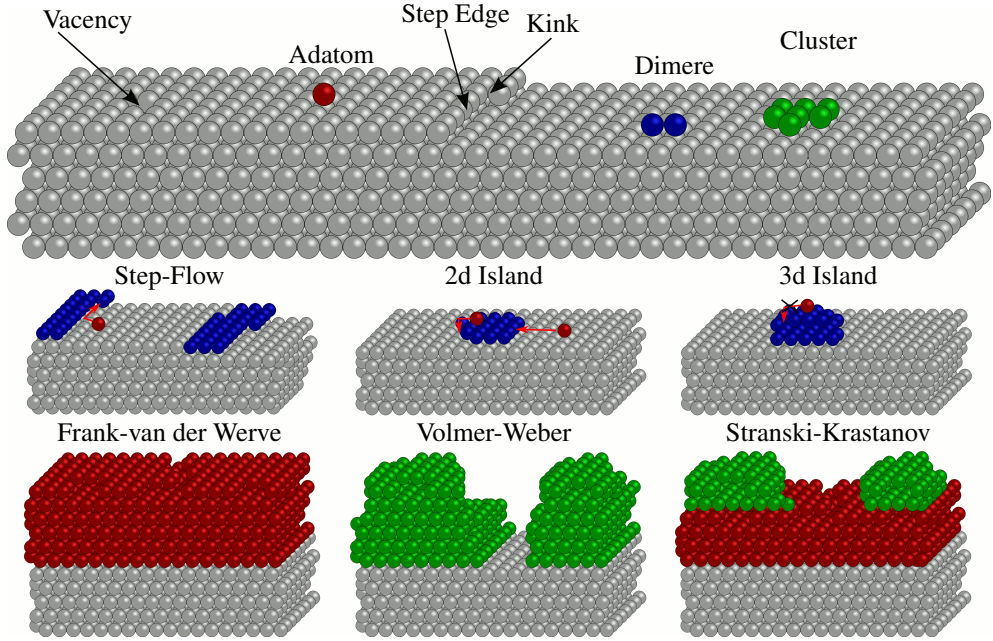 Vacency
Step Edge
Kink
Adatom
Dimere
Cluster
Step-Flow
2d Island
3d Island
Frank-van der Werve
Volmer-Weber
Stranski-Krastanov